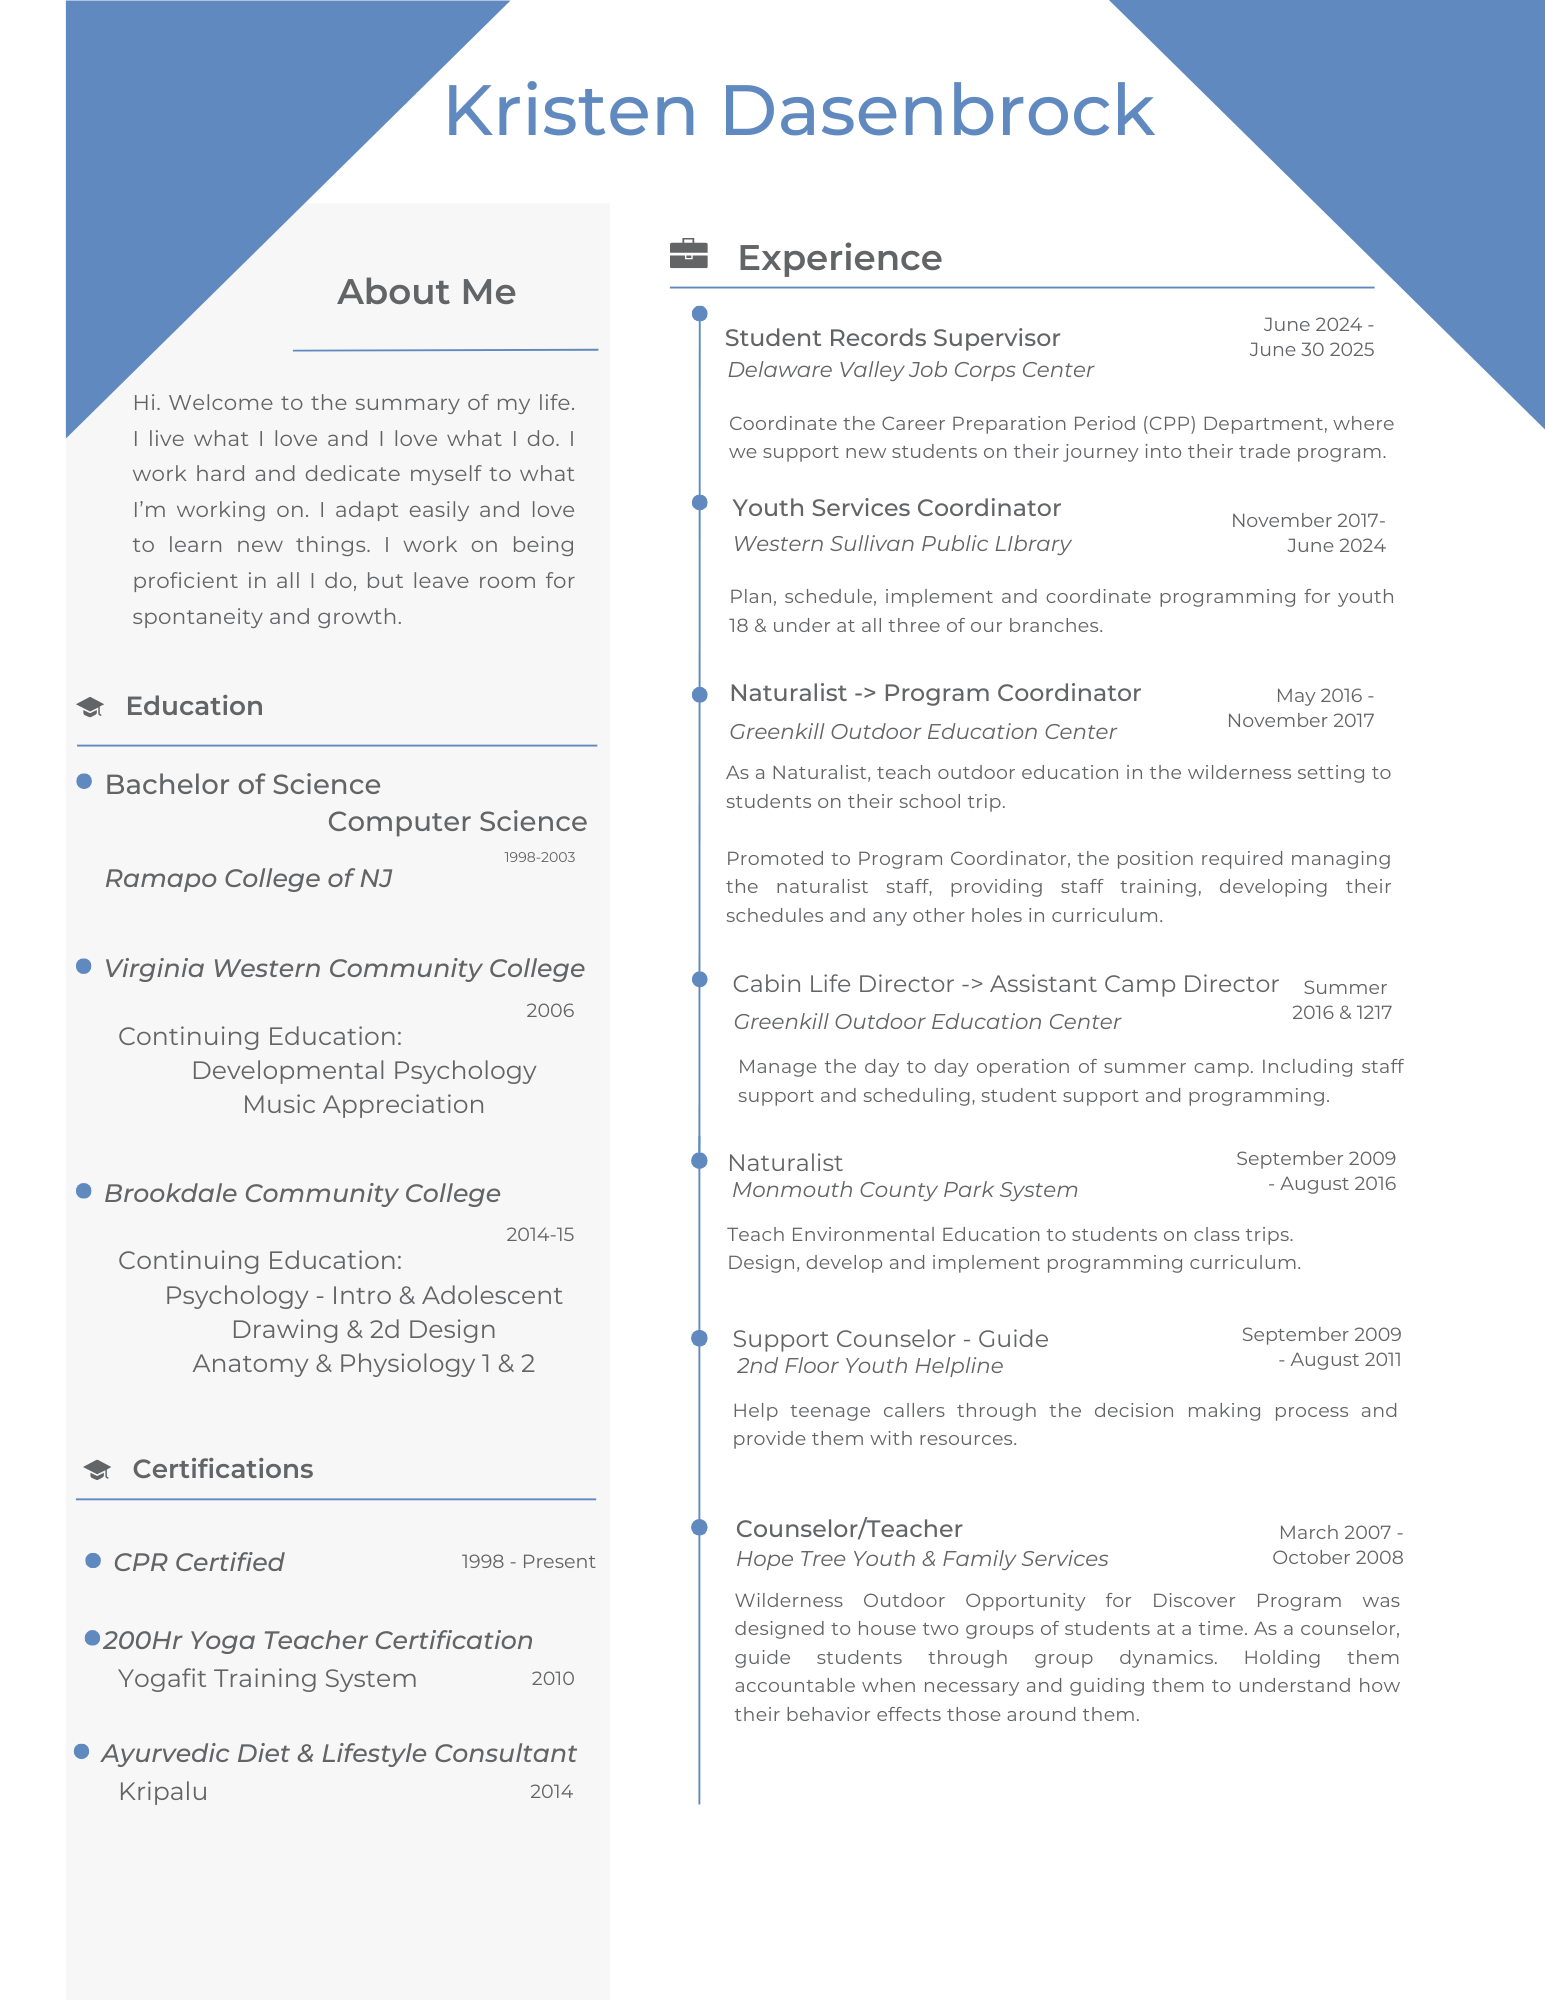 Kristen Dasenbrock
About Me
Hi. Welcome to the summary of my life.
I live what I love and I love what I do. I
work hard and dedicate myself to what
I'm working on. I adapt easily and love
to learn new things. I work on being
proficient in all I do, but leave room for
spontaneity and growth.
Education
Bachelor of Science
Computer Science
1998-2003
Ramapo College of NJ
Virginia Western Community College
2006
Continuing Education:
Developmental Psychology
Music Appreciation
Brookdale Community College
2014-15
Continuing Education:
Psychology - Intro & Adolescent
Drawing & 2d Design
Anatomy & Physiology 1 & 2
Certifications
CPR Certified 1998 - Present
200Hr Yoga Teacher Certification
Yogafit Training System 2010
Ayurvedic Diet & Lifestyle Consultant
Kripalu 2014
Experience
Student Records Supervisor
June 2024 -
June 30 2025
Delaware Valley Job Corps Center
Coordinate the Career Preparation Period (CPP) Department, where
we support new students on their journey into their trade program.
Youth Services Coordinator
November 2017-
June 2024
Western Sullivan Public LIbrary
Plan, schedule, implement and coordinate programming for youth
18 & under at all three of our branches.
Naturalist -> Program Coordinator
May 2016 -
November 2017
Greenkill Outdoor Education Center
As a Naturalist, teach outdoor education in the wilderness setting to
students on their school trip.
Promoted to Program Coordinator, the position required managing
the naturalist staff, providing staff training, developing their
schedules and any other holes in curriculum.
Cabin Life Director -> Assistant Camp Director
Summer
2016 & 1217
Greenkill Outdoor Education Center
Manage the day to day operation of summer camp. Including staff
support and scheduling, student support and programming.
Naturalist
September 2009
- August 2016
Monmouth County Park System
Teach Environmental Education to students on class trips.
Design, develop and implement programming curriculum.
Support Counselor - Guide
September 2009
- August 2011
2nd Floor Youth Helpline
Help teenage callers through the decision making process and
provide them with resources.
Counselor/Teacher
March 2007 -
October 2008
Hope Tree Youth & Family Services
Wilderness Outdoor Opportunity for Discover Program was
designed to house two groups of students at a time. As a counselor,
guide students through group dynamics. Holding them
accountable when necessary and guiding them to understand how
their behavior effects those around them.